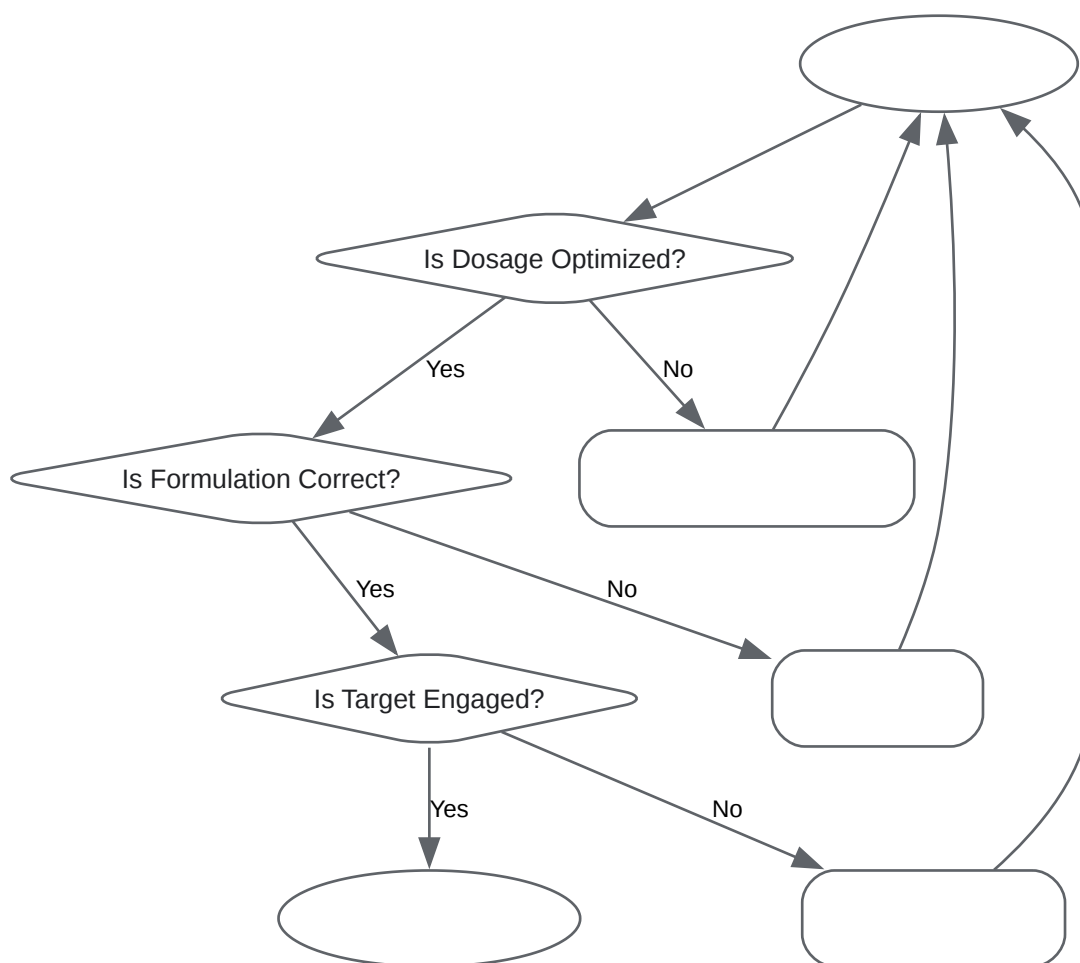 Is Dosage Optimized?
Yes
No
Is Formulation Correct?
Yes
No
Is Target Engaged?
Yes
No